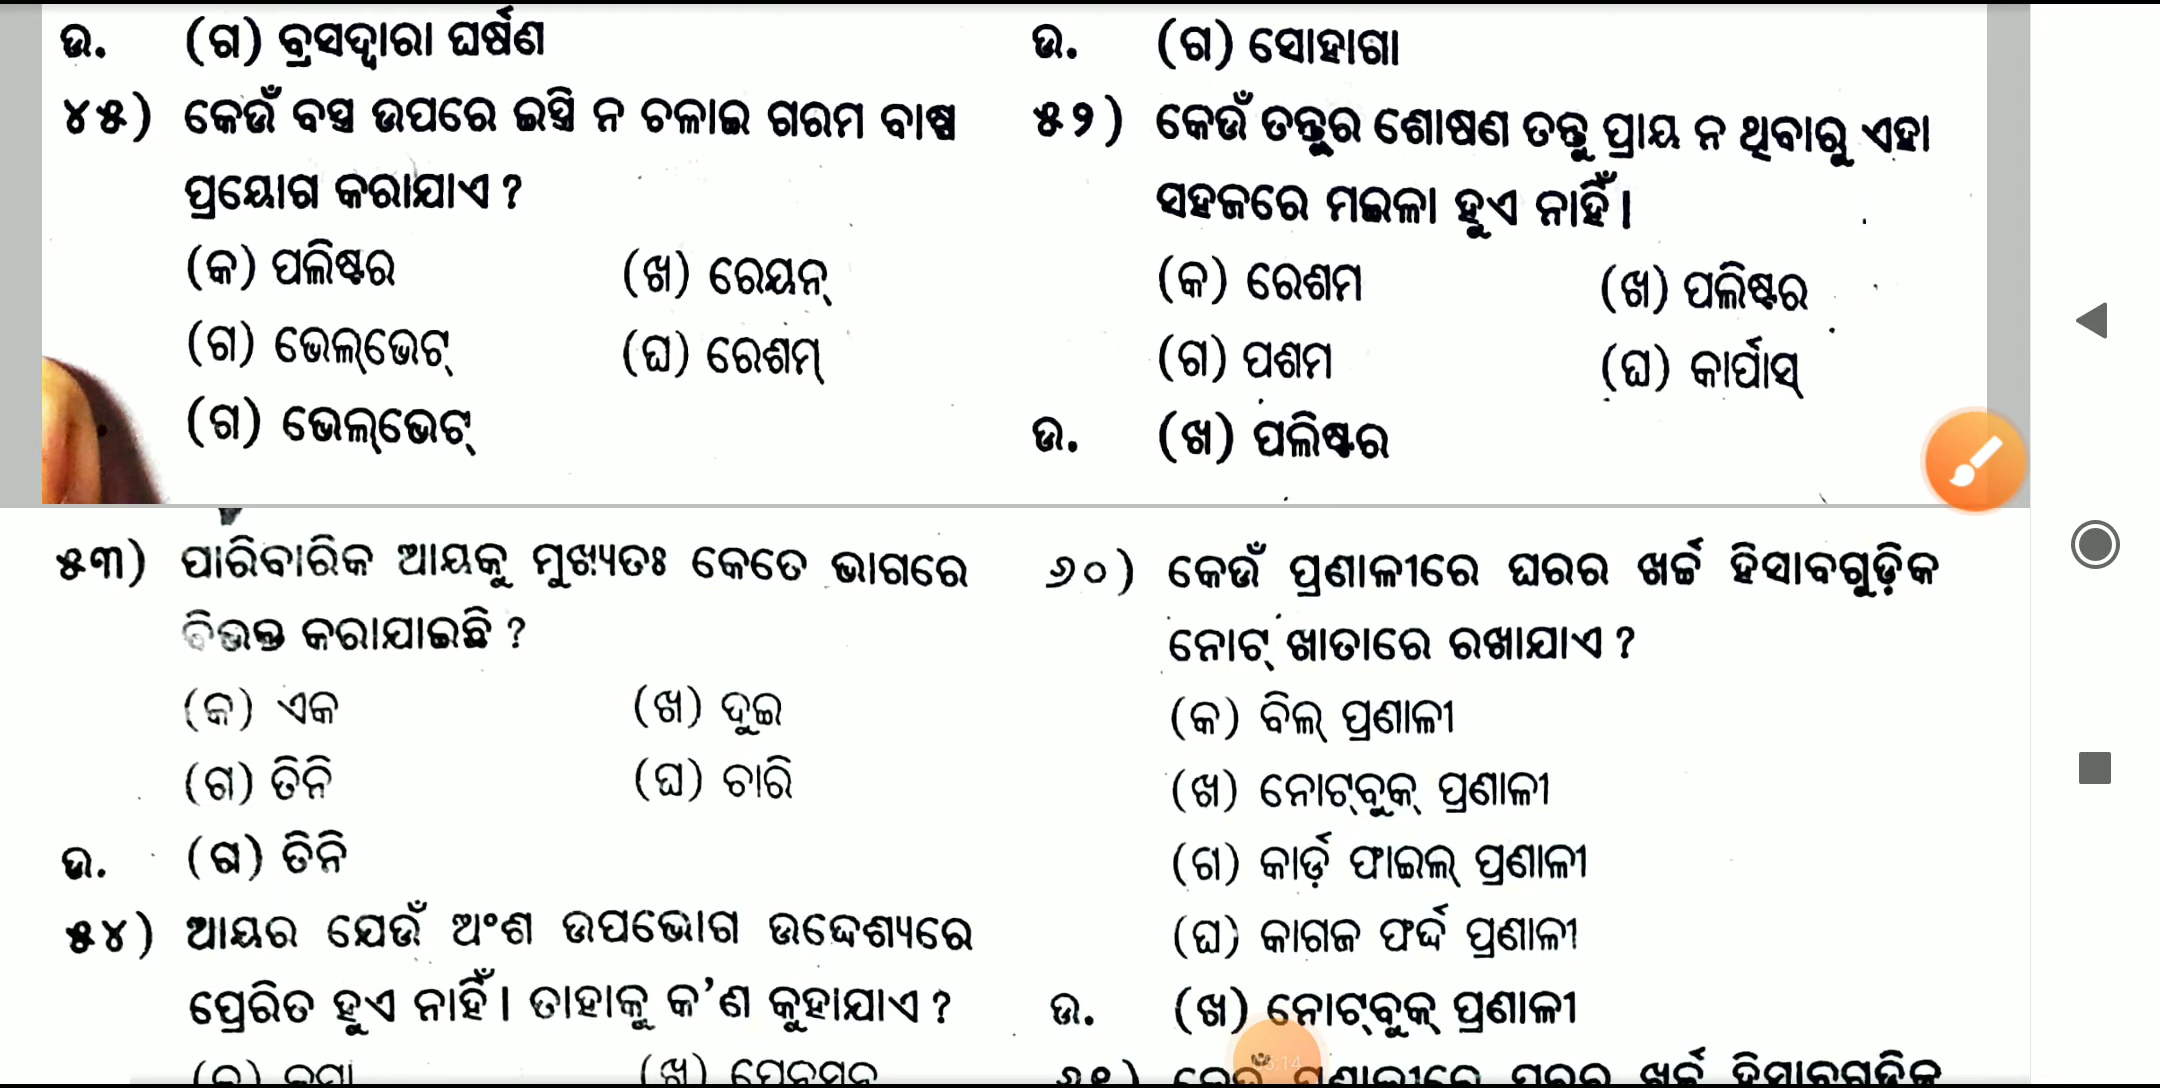 ଉ. (ଗ) ବ୍ରସଦ୍ୱାରା ଘର୍ଷଣ
୪୫) କେଉଁ ବସ୍ତ୍ର ଉପରେ ଇସ୍ତ୍ରି ନ ଚଳାଇ ଗରମ ବାଷ୍ପ
ପ୍ରୟୋଗ କରାଯାଏ ?
(କ) ପଲିଷ୍ଟର (ଖ) ରେୟନ୍
(ଗ) ଭେଲ୍‌ଭେଟ୍ (ଘ) ରେଶମ୍
(ଗ) ଭେଲ୍‌ଭେଟ୍
ଉ. (ଗ) ସୋହାଗା
୫୨) କେଉଁ ତନ୍ତୁର ଶୋଷଣ ତନ୍ତୁ ପ୍ରାୟ ନ ଥିବାରୁ ଏହା
ସହଜରେ ମଇଳା ହୁଏ ନାହିଁ।
(କ) ରେଶମ (ଖ) ପଲିଷ୍ଟର
(ଗ) ପଶମ (ଘ) କାର୍ପାସ୍
ଉ. (ଖ) ପଲିଷ୍ଟର
୫୩) ପାରିବାରିକ ଆୟକୁ ମୁଖ୍ୟତଃ କେତେ ଭାଗରେ
ବିଭକ୍ତ କରାଯାଇଛି ?
(କ) ଏକ (ଖ) ଦୁଇ
(ଗ) ତିନି (ଘ) ଚାରି
ଉ. (ଗ) ତିନି
୫୪) ଆୟର ଯେଉଁ ଅଂଶ ଉପଭୋଗ ଉଦ୍ଦେଶ୍ୟରେ
ପ୍ରେରିତ ହୁଏ ନାହିଁ। ତାହାକୁ କ'ଣ କୁହାଯାଏ ?
୬୦) କେଉଁ ପ୍ରଣାଳୀରେ ଘରର ଖର୍ଚ୍ଚ ହିସାବଗୁଡ଼ିକ
ନୋଟ୍ ଖାତାରେ ରଖାଯାଏ ?
(କ) ବିଲ୍ ପ୍ରଣାଳୀ
(ଖ) ନୋଟ୍‌ବୁକ୍ ପ୍ରଣାଳୀ
(ଗ) କାର୍ଡ଼ ଫାଇଲ୍ ପ୍ରଣାଳୀ
(ଘ) କାଗଜ ଫର୍ଦ୍ଦ ପ୍ରଣାଳୀ
ଉ. (ଖ) ନୋଟ୍‌ବୁକ୍ ପ୍ରଣାଳୀ